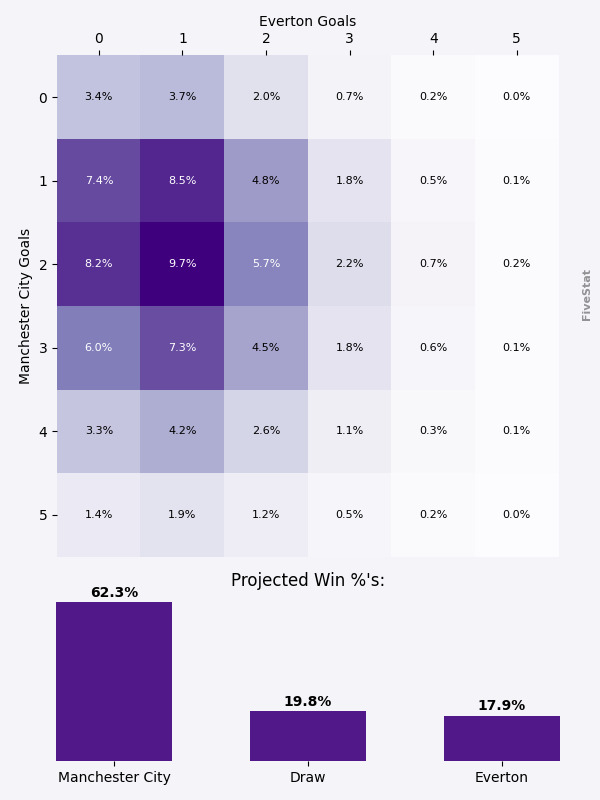 Everton Goals
0 1 2 3 4 5
0 3.4% 3.7% 2.0% 0.7% 0.2% 0.0%
1 7.4% 8.5% 4.8% 1.8% 0.5% 0.1%
2 8.2% 9.7% 5.7% 2.2% 0.7% 0.2%
3 6.0% 7.3% 4.5% 1.8% 0.6% 0.1%
4 3.3% 4.2% 2.6% 1.1% 0.3% 0.1%
5 1.4% 1.9% 1.2% 0.5% 0.2% 0.0%
Manchester City Goals
FiveStat
Projected Win %'s:
62.3% 19.8% 17.9%
Manchester City Draw Everton